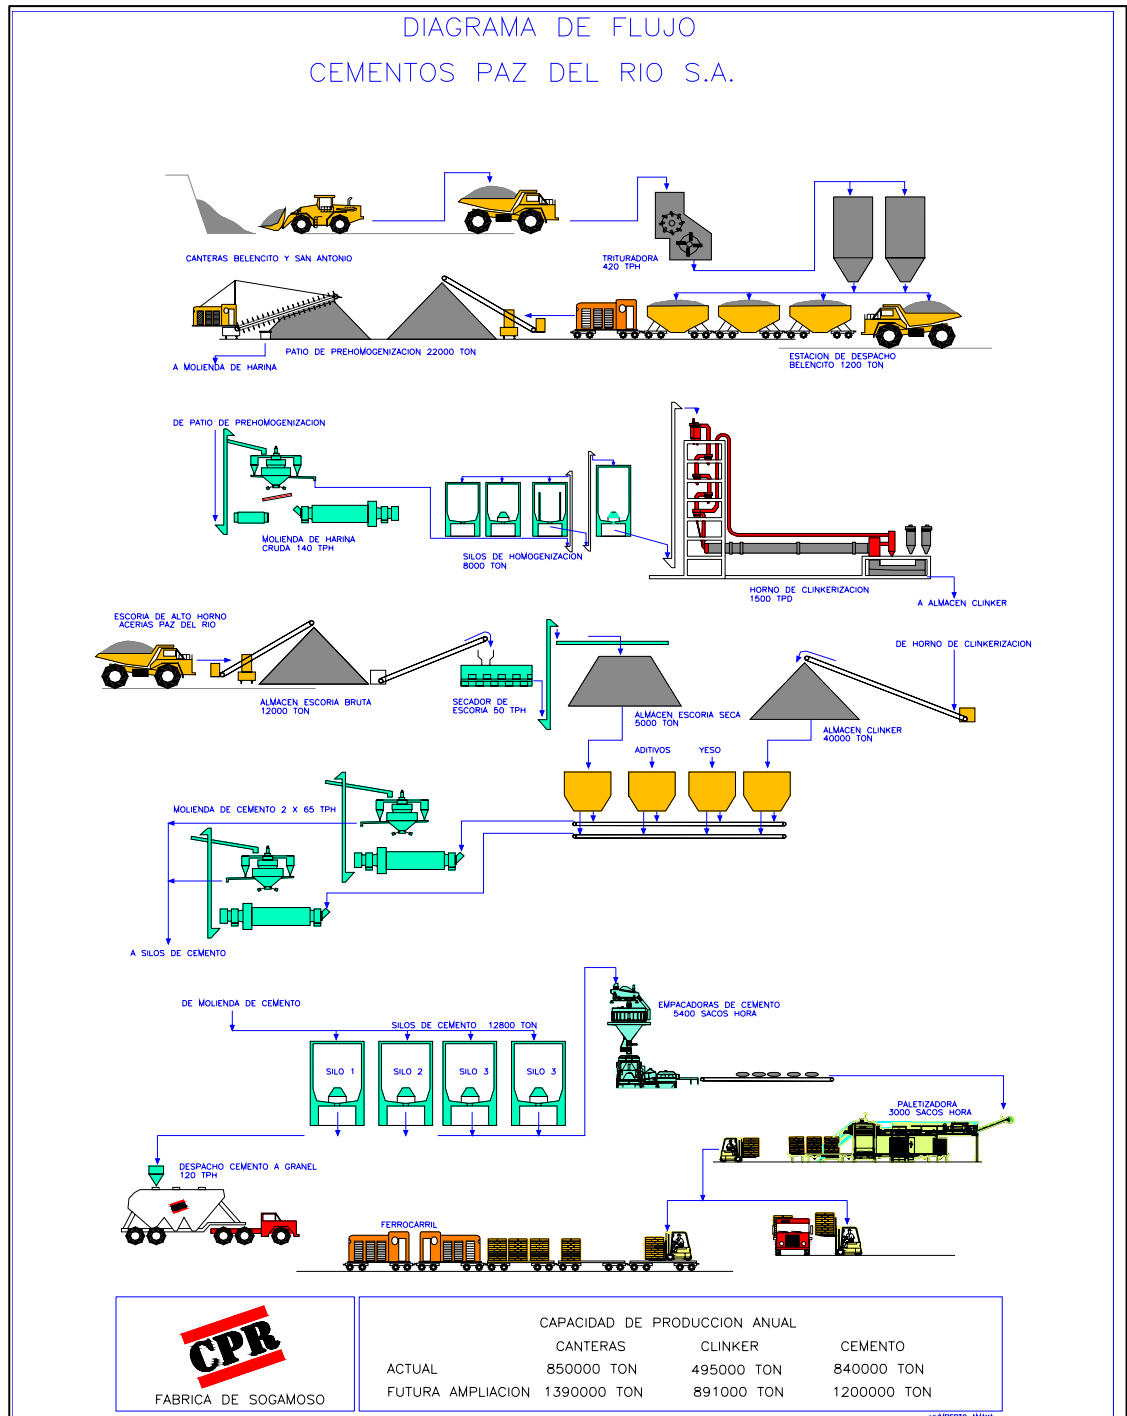 DIAGRAMA DE FLUJO
CEMENTOS PAZ DEL RIO S.A.
CANTERAS BELENCITO Y SAN ANTONIO
TRITURADORA
420 TPH
PATIO DE PREHOMOGENIZACION 22000 TON
A MOLIENDA DE HARINA
ESTACION DE DESPACHO
BELENCITO 1200 TON
DE PATIO DE PREHOMOGENIZACION
MOLIENDA DE HARINA
CRUDA 140 TPH
SILOS DE HOMOGENIZACION
8000 TON
HORNO DE CLINKERIZACION
1500 TPD
A ALMACEN CLINKER
ESCORIA DE ALTO HORNO
ACERIAS PAZ DEL RIO
DE HORNO DE CLINKERIZACION
ALMACEN ESCORIA BRUTA
12000 TON
SECADOR DE
ESCORIA 50 TPH
ALMACEN ESCORIA SECA
5000 TON
ALMACEN CLINKER
40000 TON
ADITIVOS
YESO
MOLIENDA DE CEMENTO 2 X 65 TPH
A SILOS DE CEMENTO
DE MOLIENDA DE CEMENTO
SILOS DE CEMENTO 12800 TON
EMPACADORAS DE CEMENTO
5400 SACOS HORA
SILO 1
SILO 2
SILO 3
SILO 3
PALETIZADORA
3000 SACOS HORA
DESPACHO CEMENTO A GRANEL
120 TPH
CPR
FERROCARRIL
CPR
FABRICA DE SOGAMOSO
CAPACIDAD DE PRODUCCION ANUAL
CANTERAS CLINKER CEMENTO
ACTUAL 850000 TON 495000 TON 840000 TON
FUTURA AMPLIACION 1390000 TON 891000 TON 1200000 TON